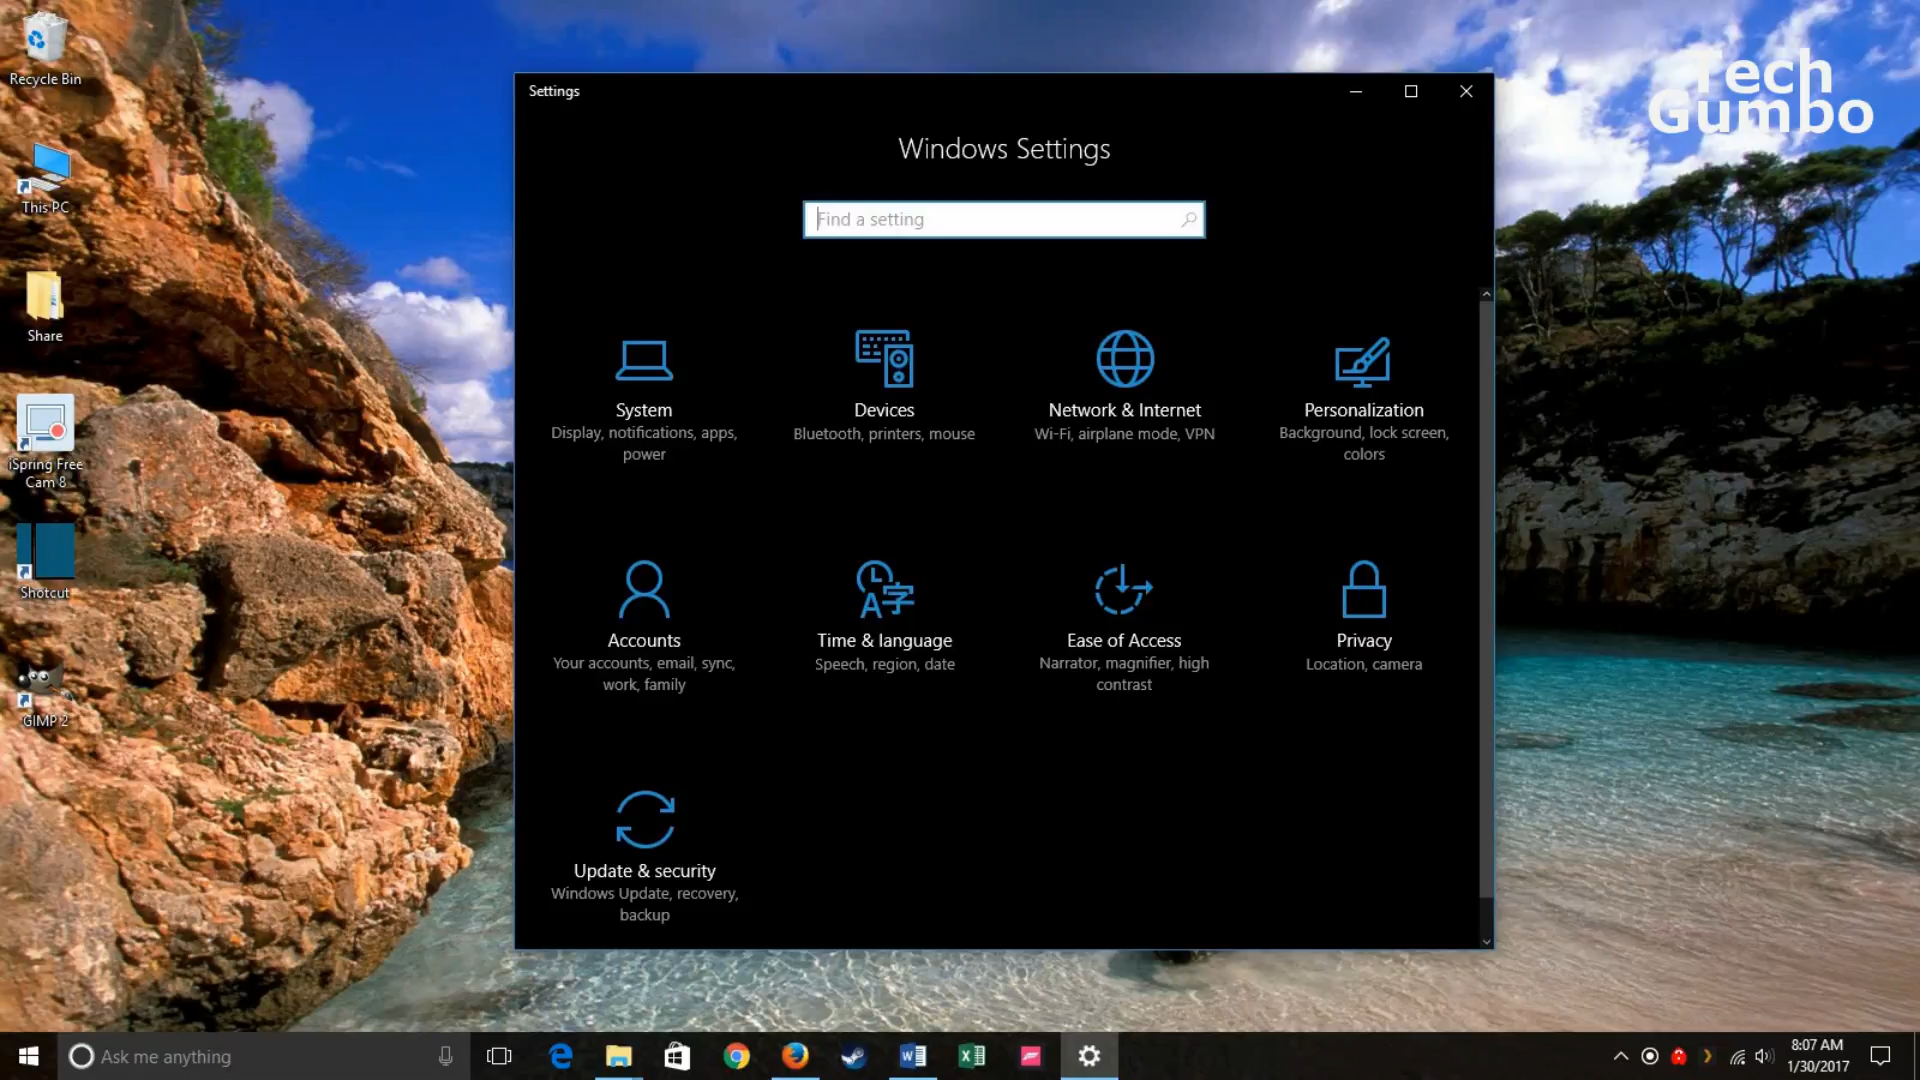 Recycle Bin
This PC
Share
iSpring Free
Cam 8
Shotcut
GIMP 2
Tech
Gumbo
Settings
Windows Settings
Find a setting
System
Display, notifications, apps,
power
Devices
Bluetooth, printers, mouse
Network & Internet
Wi-Fi, airplane mode, VPN
Personalization
Background, lock screen,
colors
Accounts
Your accounts, email, sync,
work, family
Time & language
Speech, region, date
Ease of Access
Narrator, magnifier, high
contrast
Privacy
Location, camera
Update & security
Windows Update, recovery,
backup
Ask me anything
8:07 AM
1/30/2017